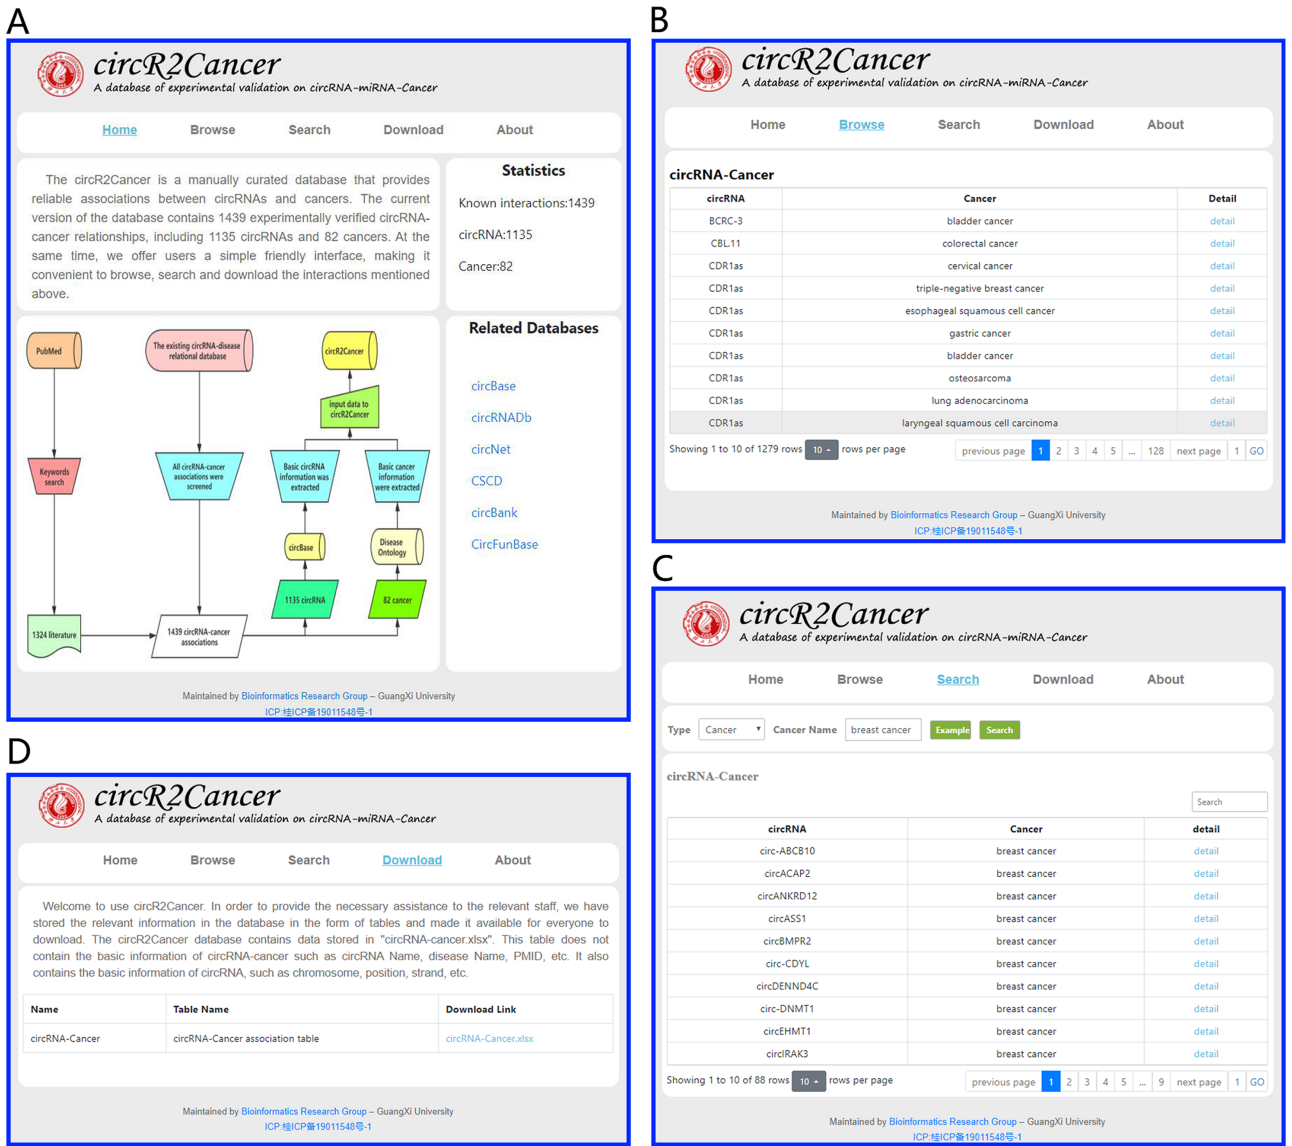 A
circR2Cancer
A database of experimental validation on circRNA-miRNA-Cancer
Home Browse Search Download About
The circR2Cancer is a manually curated database that provides
reliable associations between circRNAs and cancers. The current
version of the database contains 1439 experimentally verified circRNA-
cancer relationships, including 1135 circRNAs and 82 cancers. At the
same time, we offer users a simple friendly interface, making it
convenient to browse, search and download the interactions mentioned
above.
Statistics
Known interactions:1439
circRNA:1135
Cancer:82
PubMed
The existing circRNA-disease
relational database
circR2Cancer
input data to
circR2Cancer
Keywords
search
All circRNA-cancer
associations were
screened
Basic circRNA
information was
extracted
Basic cancer
information
were extracted
circBase
Disease
Ontology
1135 circRNA
82 cancer
1324 literature
1439 circRNA-cancer
associations
Related Databases
circBase
circRNADb
circNet
CSCD
circBank
CircFunBase
Maintained by Bioinformatics Research Group – GuangXi University
ICP:桂ICP备19011548号-1
B
circR2Cancer
A database of experimental validation on circRNA-miRNA-Cancer
Home Browse Search Download About
circRNA-Cancer
circRNA Cancer Detail
BCRC-3 bladder cancer detail
CBL.11 colorectal cancer detail
CDR1as cervical cancer detail
CDR1as triple-negative breast cancer detail
CDR1as esophageal squamous cell cancer detail
CDR1as gastric cancer detail
CDR1as bladder cancer detail
CDR1as osteosarcoma detail
CDR1as lung adenocarcinoma detail
CDR1as laryngeal squamous cell carcinoma detail
Showing 1 to 10 of 1279 rows 10 rows per page previous page 1 2 3 4 5 ... 128 next page 1 GO
Maintained by Bioinformatics Research Group – GuangXi University
ICP:桂ICP备19011548号-1
C
circR2Cancer
A database of experimental validation on circRNA-miRNA-Cancer
Home Browse Search Download About
Type Cancer Cancer Name breast cancer Example Search
circRNA-Cancer
Search
circRNA Cancer detail
circ-ABCB10 breast cancer detail
circACAP2 breast cancer detail
circANKRD12 breast cancer detail
circASS1 breast cancer detail
circBMPR2 breast cancer detail
circ-CDYL breast cancer detail
circDENND4C breast cancer detail
circ-DNMT1 breast cancer detail
circEHMT1 breast cancer detail
circIRAK3 breast cancer detail
Showing 1 to 10 of 88 rows 10 rows per page previous page 1 2 3 4 5 ... 9 next page 1 GO
Maintained by Bioinformatics Research Group – GuangXi University
ICP:桂ICP备19011548号-1
D
circR2Cancer
A database of experimental validation on circRNA-miRNA-Cancer
Home Browse Search Download About
Welcome to use circR2Cancer. In order to provide the necessary assistance to the relevant staff, we have
stored the relevant information in the database in the form of tables and made it available for everyone to
download. The circR2Cancer database contains data stored in "circRNA-cancer.xlsx". This table does not
contain the basic information of circRNA-cancer such as circRNA Name, disease Name, PMID, etc. It also
contains the basic information of circRNA, such as chromosome, position, strand, etc.
Name Table Name Download Link
circRNA-Cancer circRNA-Cancer association table circRNA-Cancer.xlsx
Maintained by Bioinformatics Research Group – GuangXi University
ICP:桂ICP备19011548号-1